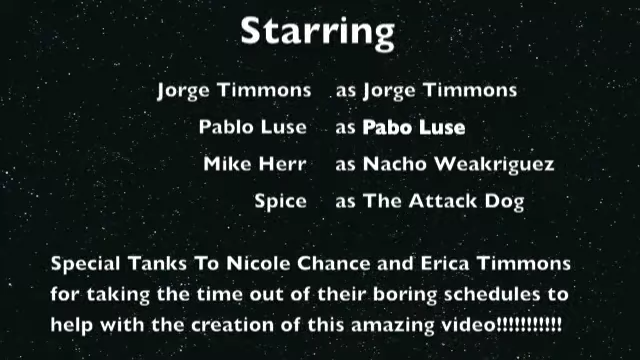 Starring
Jorge Timmons as Jorge Timmons
Pablo Luse as Pabo Luse
Mike Herr as Nacho Weakriguez
Spice as The Attack Dog
Special Tanks To Nicole Chance and Erica Timmons
for taking the time out of their boring schedules to
help with the creation of this amazing video!!!!!!!!!!!